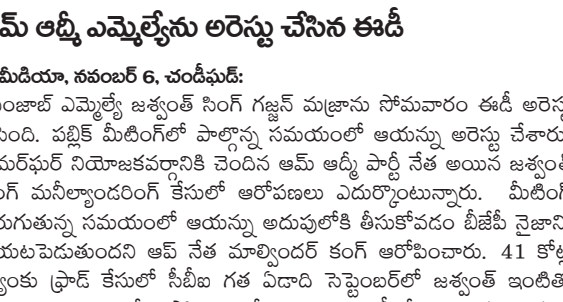 మ్ ఆద్మీ ఎమ్మెల్యేను అరెస్టు చేసిన ఈడీ
మీడియా, నవంబర్ 6, చండీఘడ్:
ంజాబ్ ఎమ్మెల్యే జశ్వంత్ సింగ్ గజ్జన్ మజ్రాను సోమవారం ఈడీ అరెస్ట
సింది. పబ్లిక్ మీటింగ్‌లో పాల్గొన్న సమయంలో ఆయన్ను అరెస్టు చేశారు
మర్‌ఘర్ నియోజకవర్గానికి చెందిన ఆమ్ ఆద్మీ పార్టీ నేత అయిన జశ్వంత్
ంగ్ మనీల్యాండరింగ్ కేసులో ఆరోపణలు ఎదుర్కొంటున్నారు. మీటింగ్
రుగుతున్న సమయంలో ఆయన్ను అదుపులోకి తీసుకోవడం బీజేపీ నైజాని
యటపెడుతుందని ఆప్ నేత మాల్విందర్ కంగ్ ఆరోపించారు. 41 కోట్ల
్యాంకు ఫ్రాడ్ కేసులో సీబీఐ గత ఏడాది సెప్టెంబర్‌లో జశ్వంత్ ఇంటితో